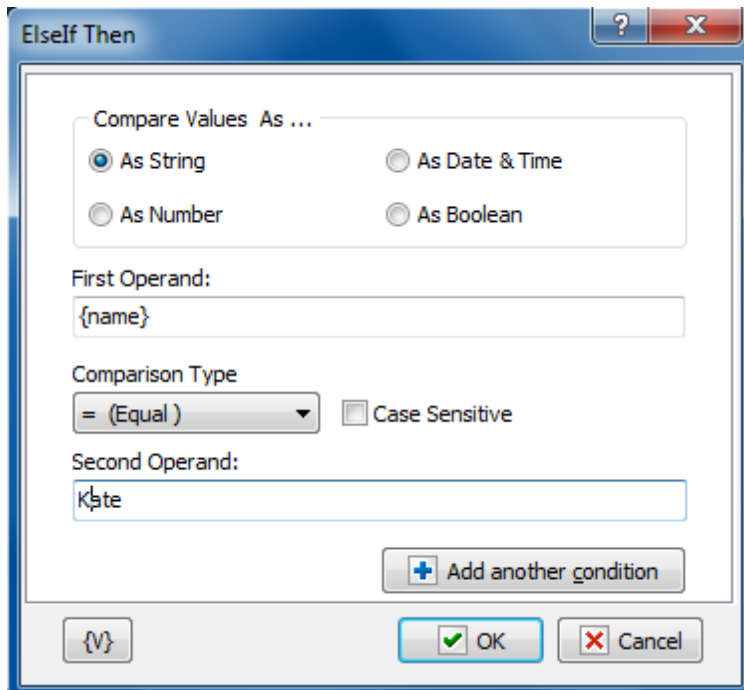 ElseIf Then
?
X
Compare Values As ...
As String
As Date & Time
As Number
As Boolean
First Operand:
{name}
Comparison Type
= (Equal )
Case Sensitive
Second Operand:
Kate
Add another condition
{V}
OK
Cancel